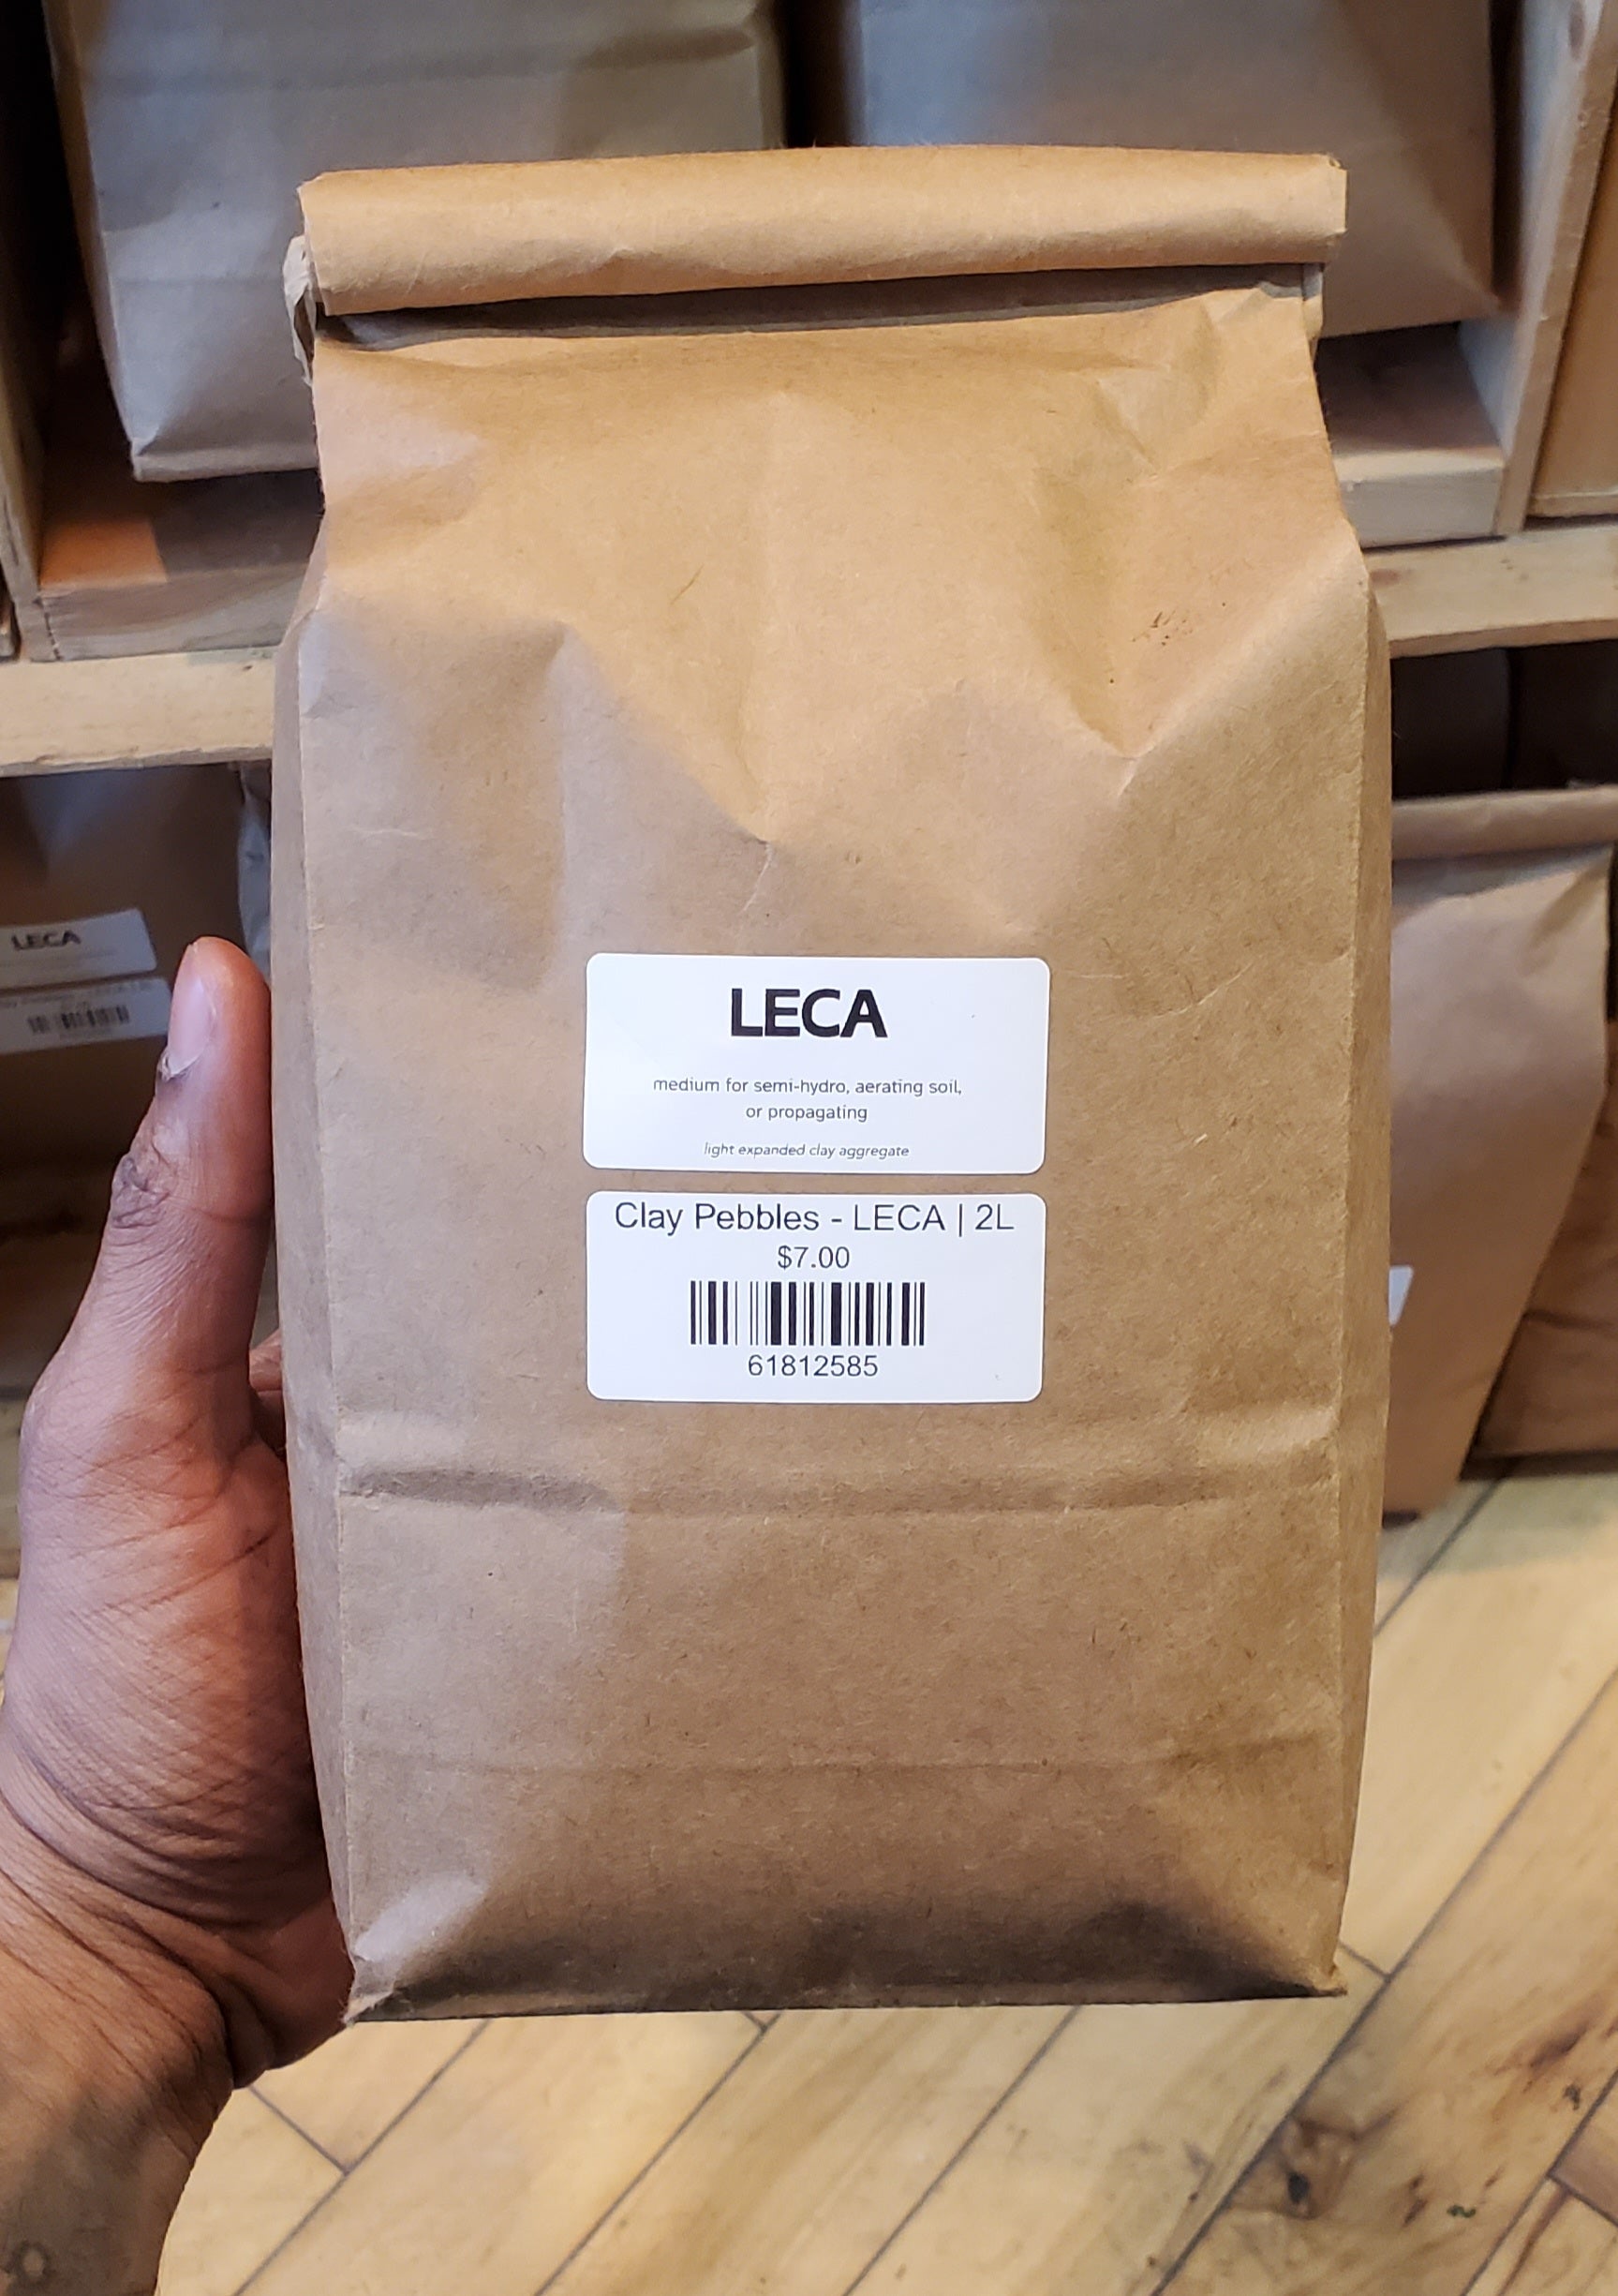 LECA
medium for semi-hydro, aerating soil,
or propagating
light expanded clay aggregate
Clay Pebbles - LECA | 2L
$7.00
61812585
LECA